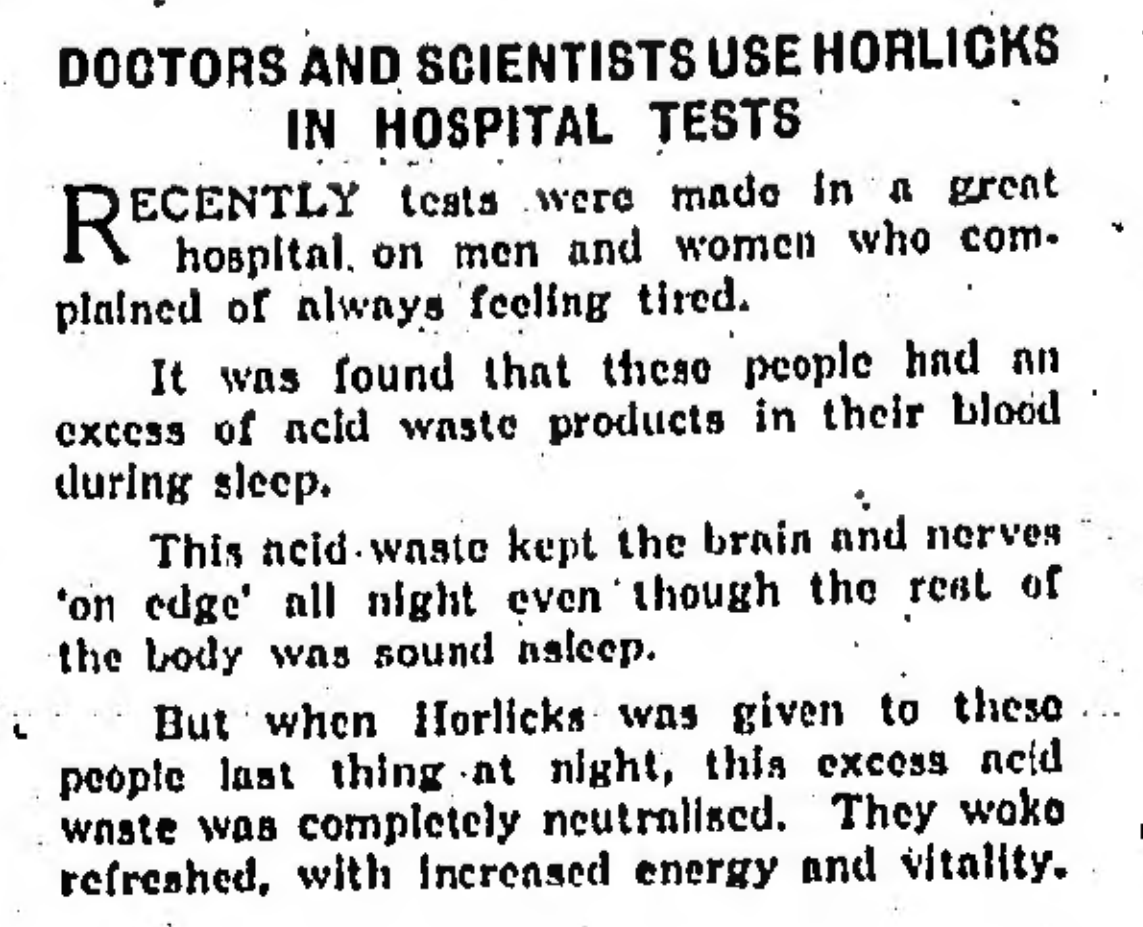 DOCTORS AND SCIENTISTS USE HORLICKS
IN HOSPITAL TESTS
RECENTLY tests were made in a great
hospital on men and women who com-
plained of always feeling tired.
It was found that these people had an
excess of acid waste products in their blood
during sleep.
This acid waste kept the brain and nerves
'on edge' all night even though the rest of
the body was sound asleep.
But when Horlicks was given to these
people last thing at night, this excess acid
waste was completely neutralised. They woke
refreshed, with increased energy and vitality.